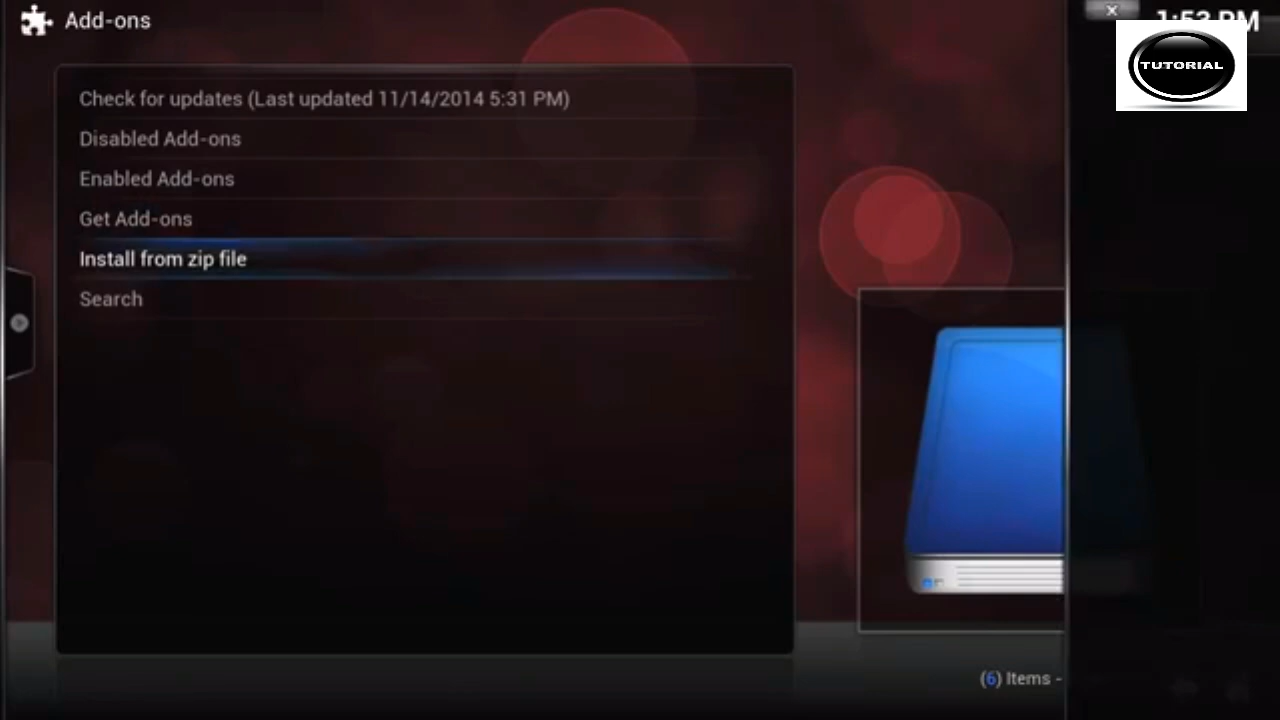 Add-ons
1:53 PM
TUTORIAL
Check for updates (Last updated 11/14/2014 5:31 PM)
Disabled Add-ons
Enabled Add-ons
Get Add-ons
Install from zip file
Search
(6) Items -